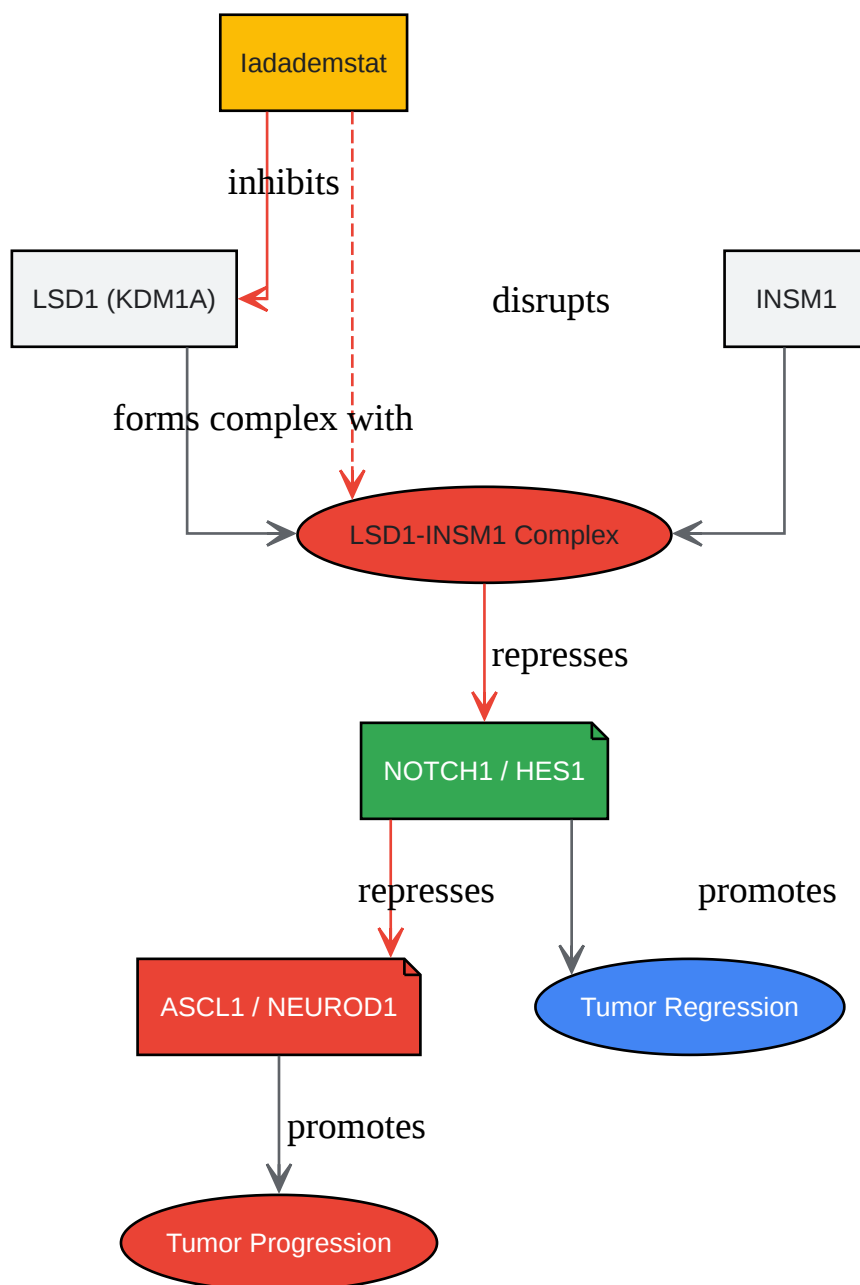 Iadademstat
inhibits
LSD1 (KDM1A)
disrupts
INSM1
forms complex with
LSD1-INSM1 Complex
represses
NOTCH1 / HES1
represses
promotes
ASCL1 / NEUROD1
Tumor Regression
promotes
Tumor Progression